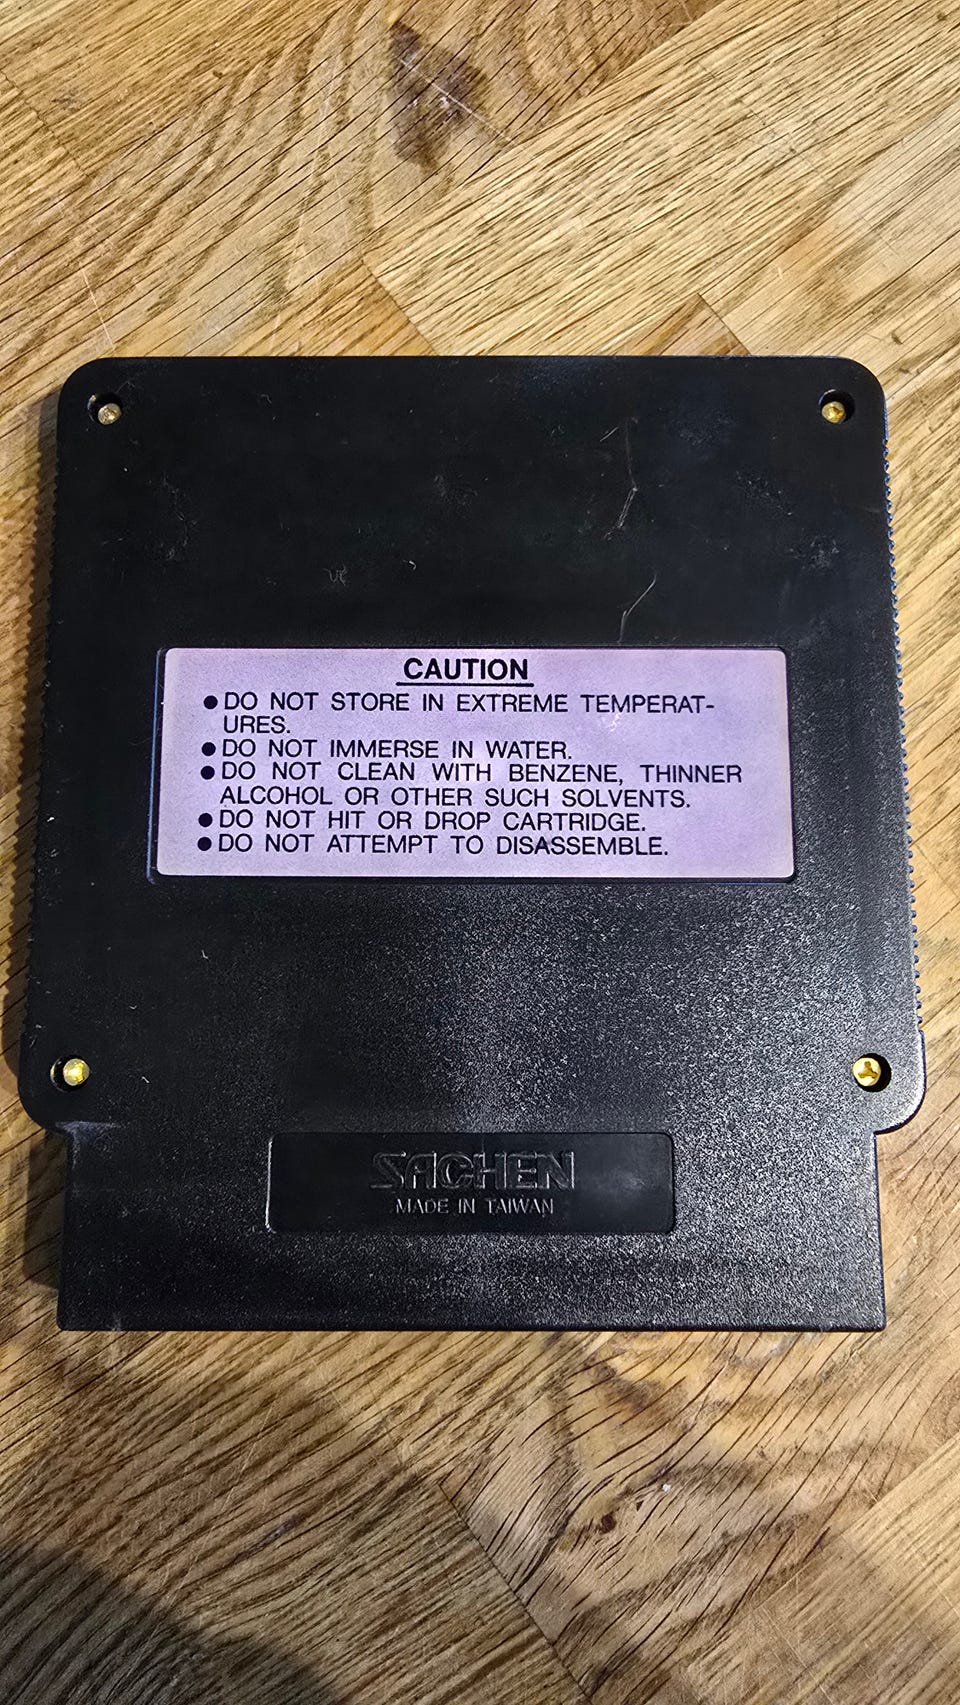 CAUTION
● DO NOT STORE IN EXTREME TEMPERAT-
URES.
● DO NOT IMMERSE IN WATER.
● DO NOT CLEAN WITH BENZENE, THINNER
ALCOHOL OR OTHER SUCH SOLVENTS.
● DO NOT HIT OR DROP CARTRIDGE.
● DO NOT ATTEMPT TO DISASSEMBLE.
SACHEN
MADE IN TAIWAN